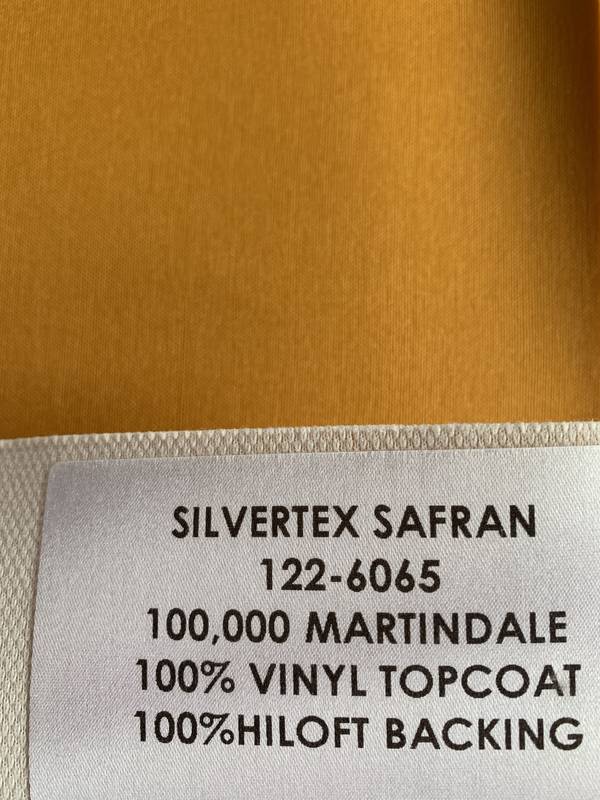 SILVERTEX SAFRAN
122-6065
100,000 MARTINDALE
100% VINYL TOPCOAT
100%HILOFT BACKING